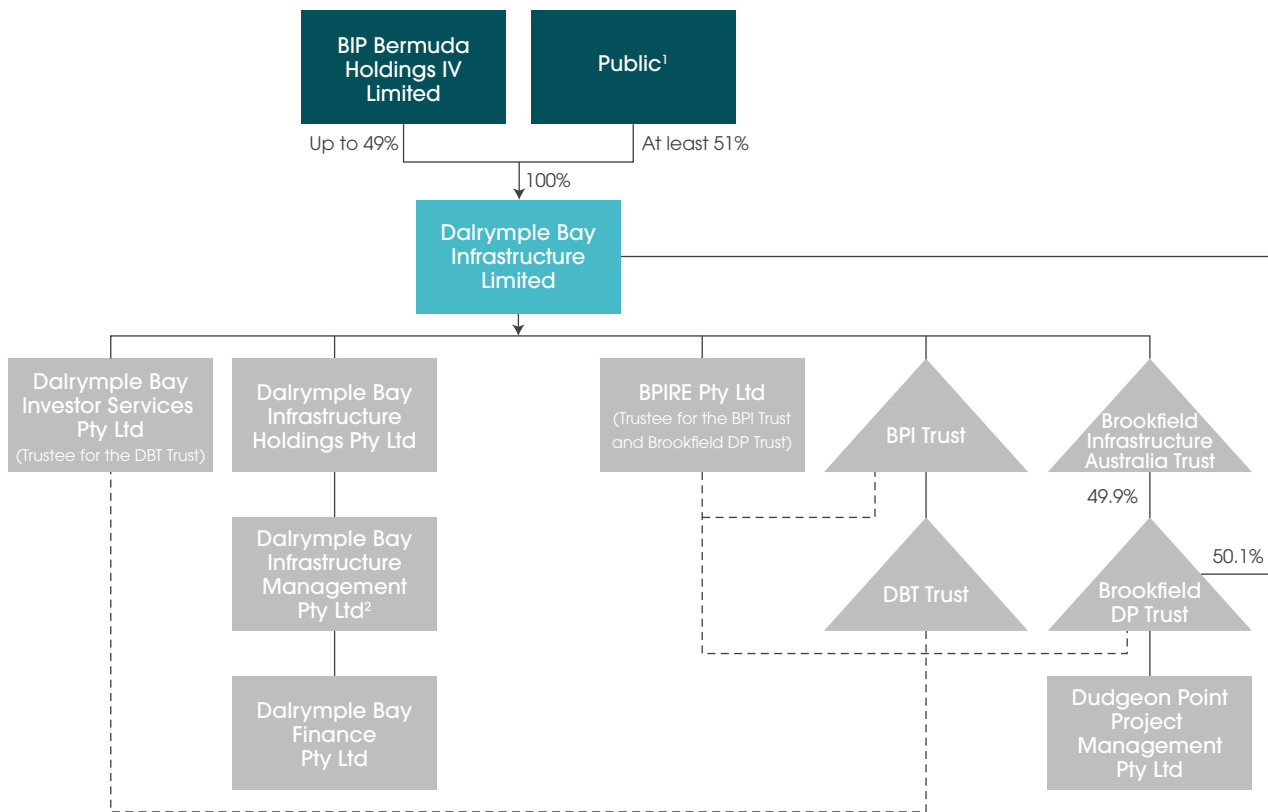 BIP Bermuda
Holdings IV
Limited
Public¹
Up to 49%
At least 51%
100%
Dalrymple Bay
Infrastructure
Limited
Dalrymple Bay
Investor Services
Pty Ltd
(Trustee for the DBT Trust)
Dalrymple Bay
Infrastructure
Holdings Pty Ltd
BPIRE Pty Ltd
(Trustee for the BPI Trust
and Brookfield DP Trust)
BPI Trust
Brookfield
Infrastructure
Australia Trust
49.9%
Dalrymple Bay
Infrastructure
Management
Pty Ltd²
DBT Trust
Brookfield
DP Trust
50.1%
Dalrymple Bay
Finance
Pty Ltd
Dudgeon Point
Project
Management
Pty Ltd